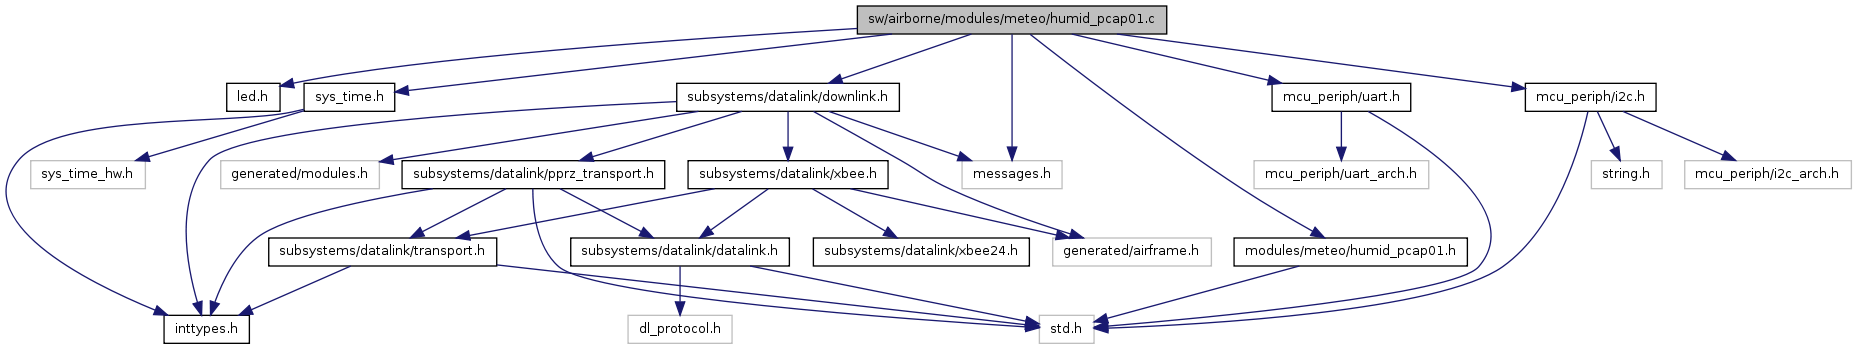 sw/airborne/modules/meteo/humid_pcap01.c
led.h
sys_time.h
subsystems/datalink/downlink.h
mcu_periph/uart.h
mcu_periph/i2c.h
sys_time_hw.h
generated/modules.h
subsystems/datalink/pprz_transport.h
subsystems/datalink/xbee.h
messages.h
mcu_periph/uart_arch.h
string.h
mcu_periph/i2c_arch.h
subsystems/datalink/transport.h
subsystems/datalink/datalink.h
subsystems/datalink/xbee24.h
generated/airframe.h
modules/meteo/humid_pcap01.h
inttypes.h
dl_protocol.h
std.h